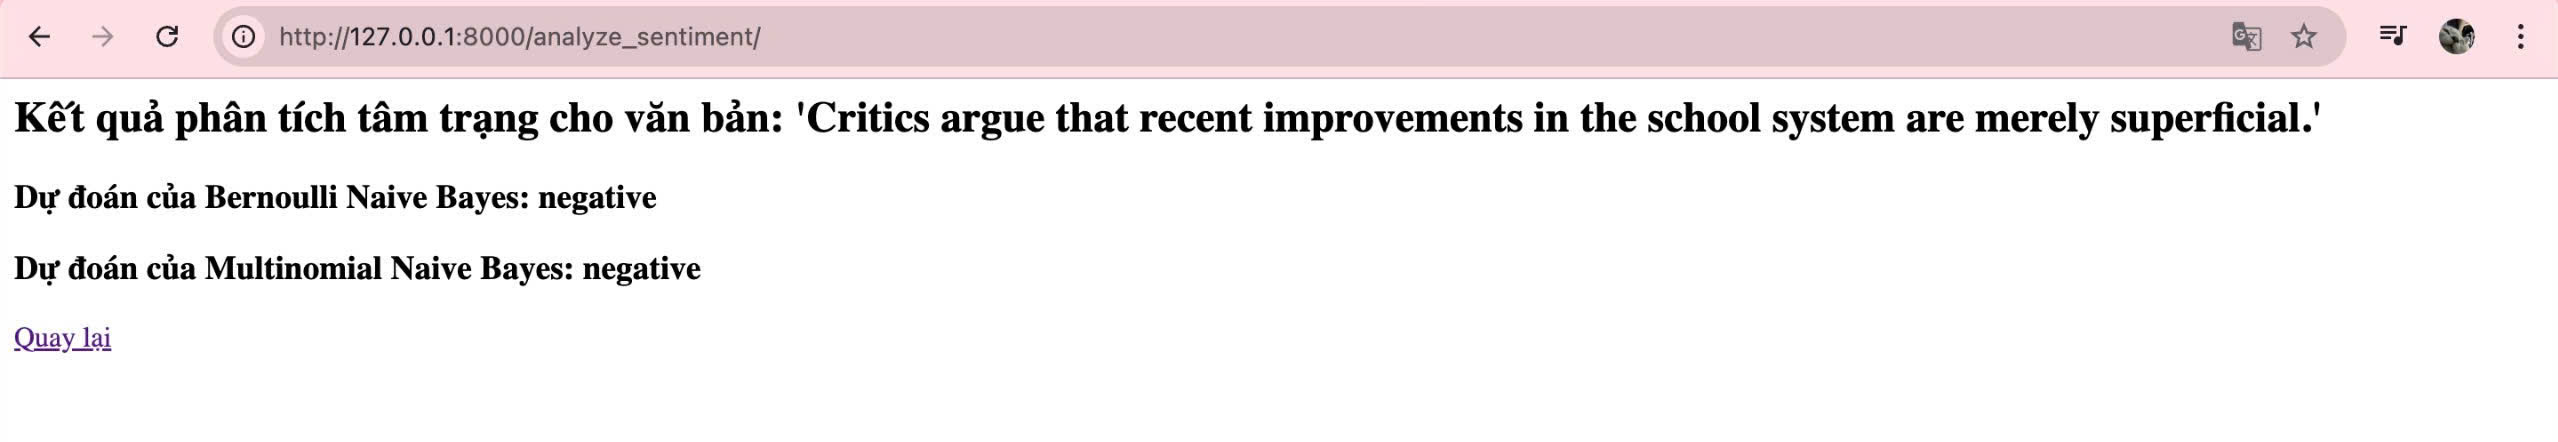 http://127.0.0.1:8000/analyze_sentiment/
Kết quả phân tích tâm trạng cho văn bản: 'Critics argue that recent improvements in the school system are merely superficial.'
Dự đoán của Bernoulli Naive Bayes: negative
Dự đoán của Multinomial Naive Bayes: negative
Quay lại